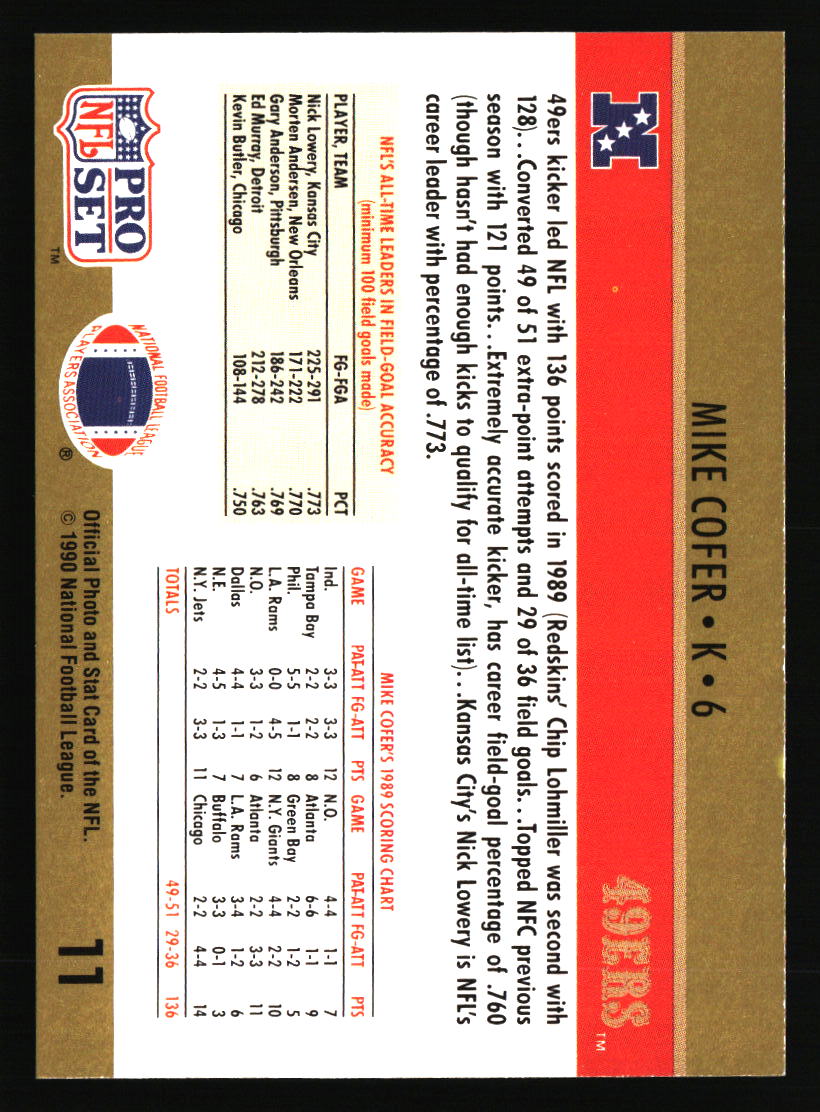 MIKE COFER • K • 6
N
49ERS™
49ers kicker led NFL with 136 points scored in 1989 (Redskins' Chip Lohmiller was second with
128)...Converted 49 of 51 extra-point attempts and 29 of 36 field goals...Topped NFC previous
season with 121 points...Extremely accurate kicker, has career field-goal percentage of .760
(though hasn't had enough kicks to qualify for all-time list)...Kansas City's Nick Lowery is NFL's
career leader with percentage of .773.
NFL'S ALL-TIME LEADERS IN FIELD-GOAL ACCURACY
(minimum 100 field goals made)
PLAYER, TEAM FG-FGA PCT
Nick Lowery, Kansas City 225-291 .773
Morten Andersen, New Orleans 171-222 .770
Gary Anderson, Pittsburgh 186-242 .769
Ed Murray, Detroit 212-278 .763
Kevin Butler, Chicago 108-144 .750
MIKE COFER'S 1989 SCORING CHART
GAME PAT-ATT FG-ATT PTS GAME PAT-ATT FG-ATT PTS
Ind. 3-3 3-3 12 N.O. 4-4 1-1 7
Tampa Bay 2-2 2-2 8 Atlanta 6-6 1-1 9
Phil. 5-5 1-1 8 Green Bay 2-2 1-2 5
L.A. Rams 0-0 4-5 12 N.Y. Giants 4-4 2-2 10
N.O. 3-3 1-2 6 Atlanta 2-2 3-3 11
Dallas 4-4 1-1 7 L.A. Rams 3-4 1-2 6
N.E. 4-5 1-3 7 Buffalo 3-3 0-1 3
N.Y. Jets 2-2 3-3 11 Chicago 2-2 4-4 14
TOTALS 49-51 29-36 136
NFL
PRO
SET
™
NATIONAL FOOTBALL LEAGUE
PLAYERS ASSOCIATION
®
Official Photo and Stat Card of the NFL.
© 1990 National Football League.
11